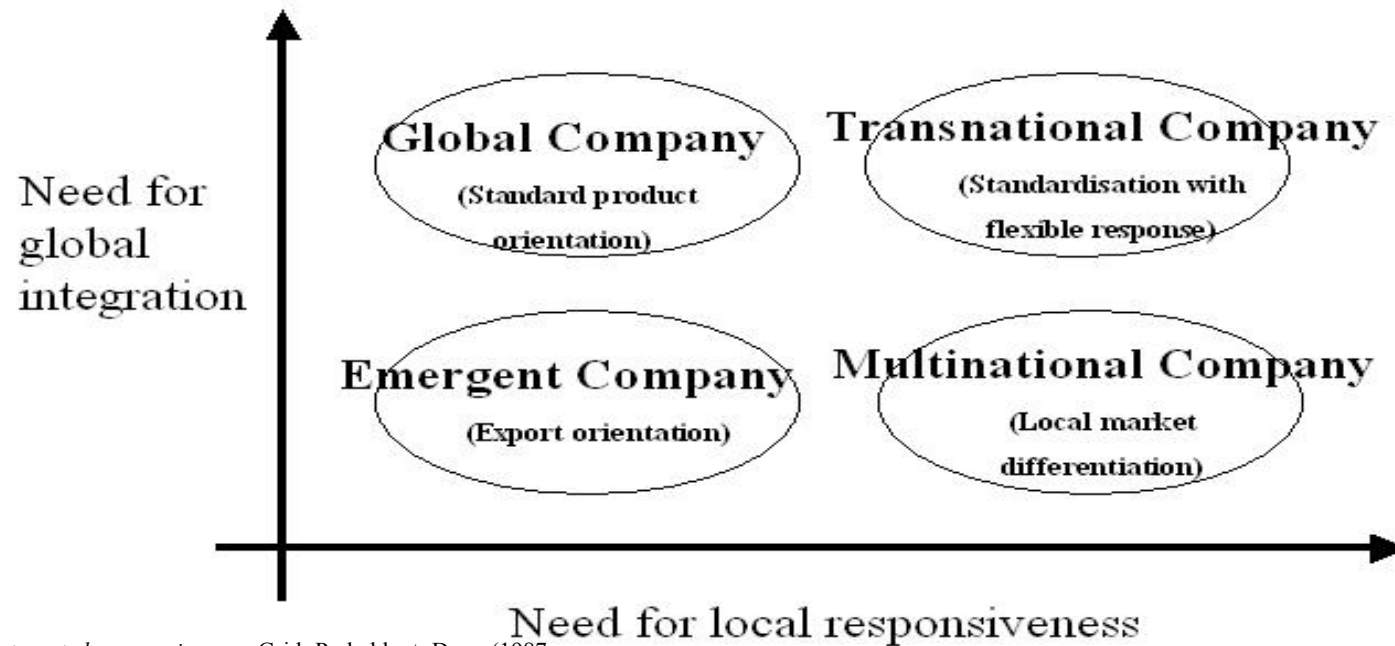 Global Company
(Standard product
orientation)
Transnational Company
(Standardisation with
flexible response)
Need for
global
integration
Emergent Company
(Export orientation)
Multinational Company
(Local market
differentiation)
Need for local responsiveness